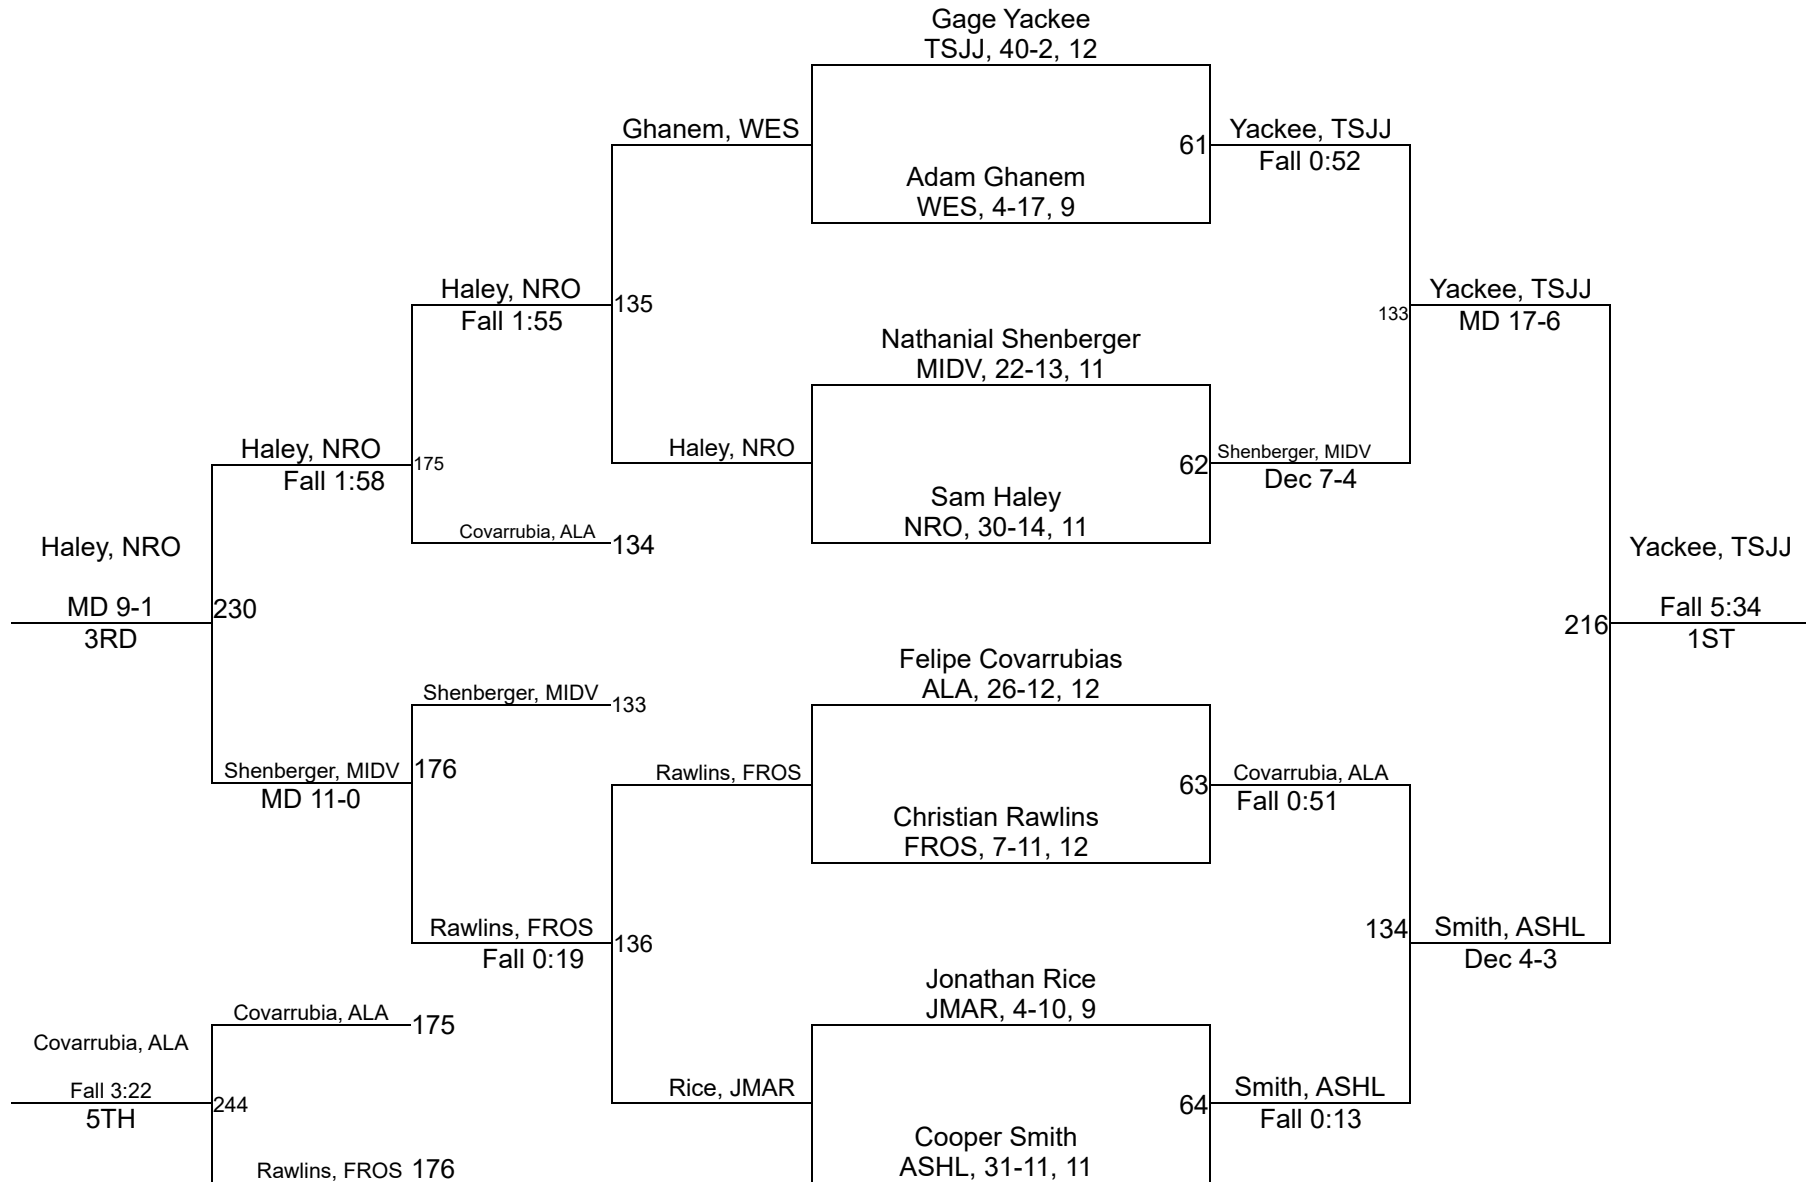 Gage Yackee
TSJJ, 40-2, 12
Ghanem, WES
61
Yackee, TSJJ
Fall 0:52
Adam Ghanem
WES, 4-17, 9
Haley, NRO
Fall 1:55
135
133
Yackee, TSJJ
MD 17-6
Nathanial Shenberger
MIDV, 22-13, 11
Haley, NRO
Fall 1:58
175
Haley, NRO
62
Shenberger, MIDV
Dec 7-4
Sam Haley
NRO, 30-14, 11
Covarrubia, ALA
134
Haley, NRO
MD 9-1
3RD
230
216
Yackee, TSJJ
Fall 5:34
1ST
Felipe Covarrubias
ALA, 26-12, 12
Shenberger, MIDV
133
Shenberger, MIDV
MD 11-0
176
Rawlins, FROS
63
Covarrubia, ALA
Fall 0:51
Christian Rawlins
FROS, 7-11, 12
Rawlins, FROS
Fall 0:19
136
134
Smith, ASHL
Dec 4-3
Jonathan Rice
JMAR, 4-10, 9
Covarrubia, ALA
175
Covarrubia, ALA
Fall 3:22
5TH
244
Rice, JMAR
64
Smith, ASHL
Fall 0:13
Cooper Smith
ASHL, 31-11, 11
Rawlins, FROS
176